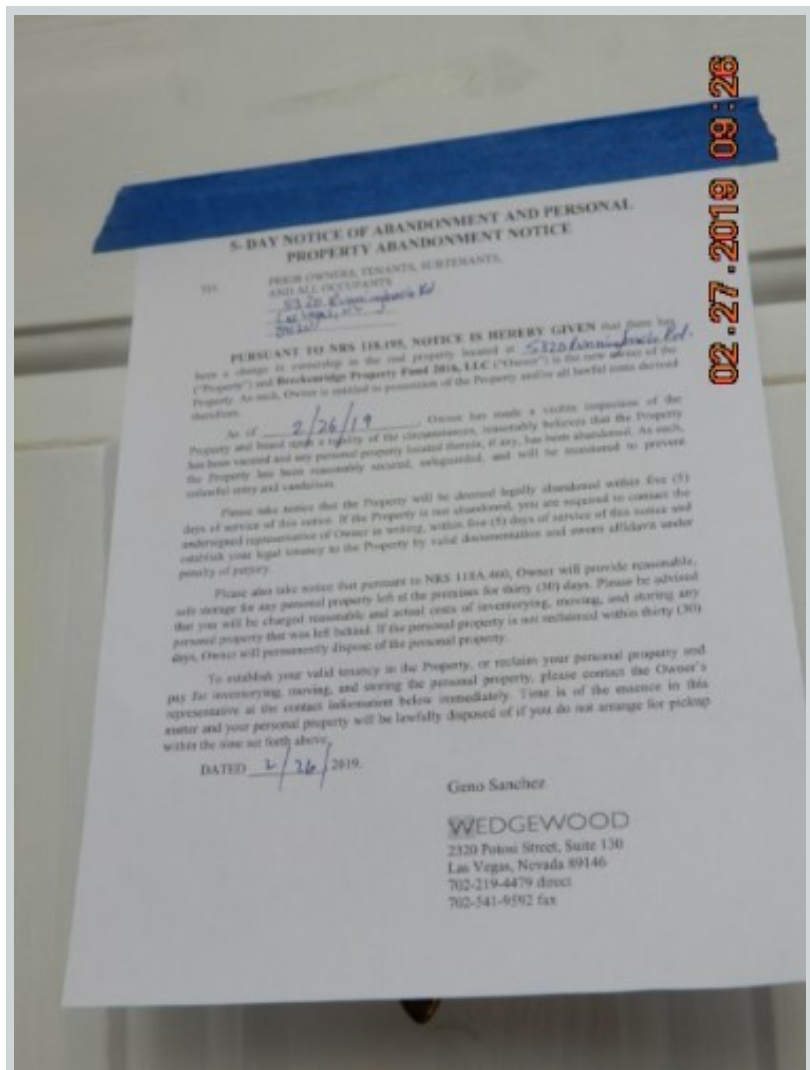 02.27.2019 09:26
5- DAY NOTICE OF ABANDONMENT AND PERSONAL
PROPERTY ABANDONMENT NOTICE
TO: PRIOR OWNERS, TENANTS, SUBTENANTS,
AND ALL OCCUPANTS
5320 Rd
Las Vegas, NV
PURSUANT TO NRS 118.195, NOTICE IS HEREBY GIVEN that there has
been a change in ownership in the real property located at 5320 Rd.
("Property") and Breckenridge Property Fund 2016, LLC ("Owner") is the new owner of the
Property. As such, Owner is entitled to possession of the Property and/or all lawful rents derived
therefrom.
As of 2/26/19, Owner has made a visible inspection of the
Property and based upon a totality of the circumstances, reasonably believes that the Property
has been vacated and any personal property located therein, if any, has been abandoned. As such,
the Property has been reasonably secured, safeguarded, and will be monitored to prevent
unlawful entry and vandalism.
Please take notice that the Property will be deemed legally abandoned within five (5)
days of service of this notice. If the Property is not abandoned, you are required to contact the
undersigned representative of Owner in writing, within five (5) days of service of this notice and
establish your legal tenancy to the Property by valid documentation and sworn affidavit under
penalty of perjury.
Please also take notice that pursuant to NRS 118A.460, Owner will provide reasonable,
safe storage for any personal property left at the premises for thirty (30) days. Please be advised
that you will be charged reasonable and actual costs of inventorying, moving, and storing any
personal property that was left behind. If the personal property is not reclaimed within thirty (30)
days, Owner will permanently dispose of the personal property.
To establish your valid tenancy in the Property, or reclaim your personal property and
pay for inventorying, moving, and storing the personal property, please contact the Owner's
representative at the contact information below immediately. Time is of the essence in this
matter and your personal property will be lawfully disposed of if you do not arrange for pickup
within the time set forth above.
DATED 2/26/2019.
Geno Sanchez
WEDGEWOOD
2320 Potosi Street, Suite 130
Las Vegas, Nevada 89146
702-219-4479 direct
702-541-9592 fax